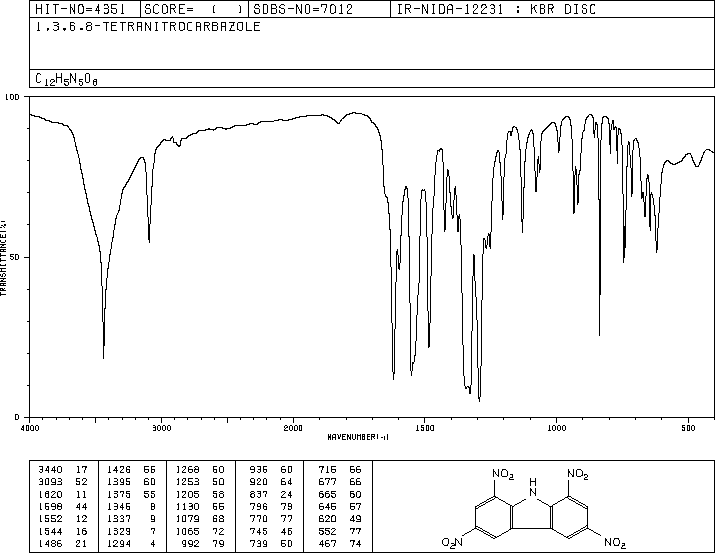 HIT-NO=4351 SCORE= ( ) SDBS-NO=7012 IR-NIDA-12231 : KBR DISC
1,3,6,8-TETRANITROCARBAZOLE
C12H5N5O8
100
50
0
TRANSMITTANCE(%)
4000 3000 2000 1500 1000 500
WAVENUMBER(-1)
3440 17 1426 56 1268 50 936 60 716 66
3093 52 1395 60 1253 50 920 64 677 66
1620 11 1375 55 1205 58 837 24 665 60
1598 44 1346 8 1130 55 796 79 646 57
1552 12 1337 9 1079 68 770 77 620 49
1544 16 1329 7 1065 72 745 46 552 77
1486 21 1294 4 992 79 739 60 467 74
NO2 H NO2
N
O2N NO2